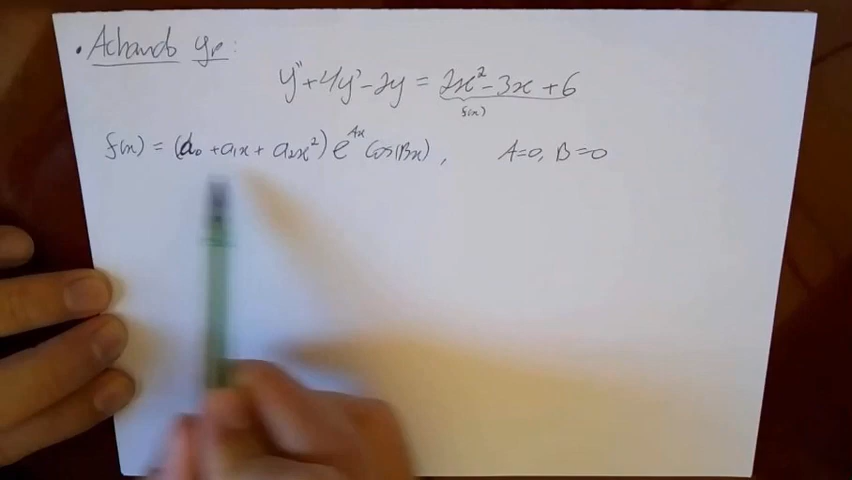 • Achando yp:
y'' + 4y' - 2y = 2x² - 3x + 6
f(x)
f(x) = (a₀ + a₁x + a₂x²) e^Ax cos(Bx), A=0, B=0